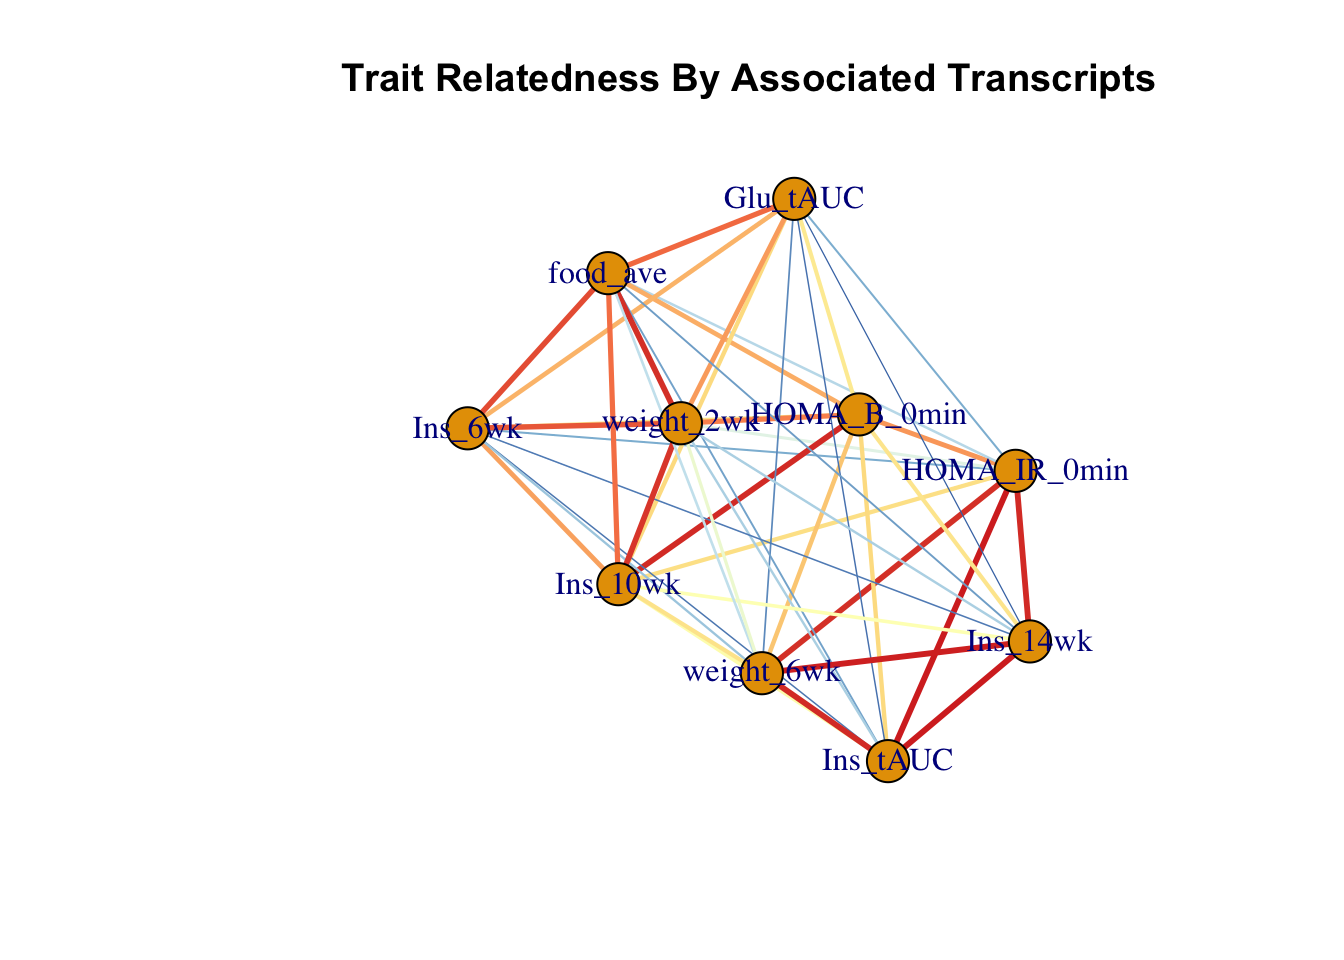 Trait Relatedness By Associated Transcripts
Glu_tAUC
food_ave
HOMA_B_0min
weight_2wk
Ins_6wk
HOMA_IR_0min
Ins_10wk
Ins_14wk
weight_6wk
Ins_tAUC